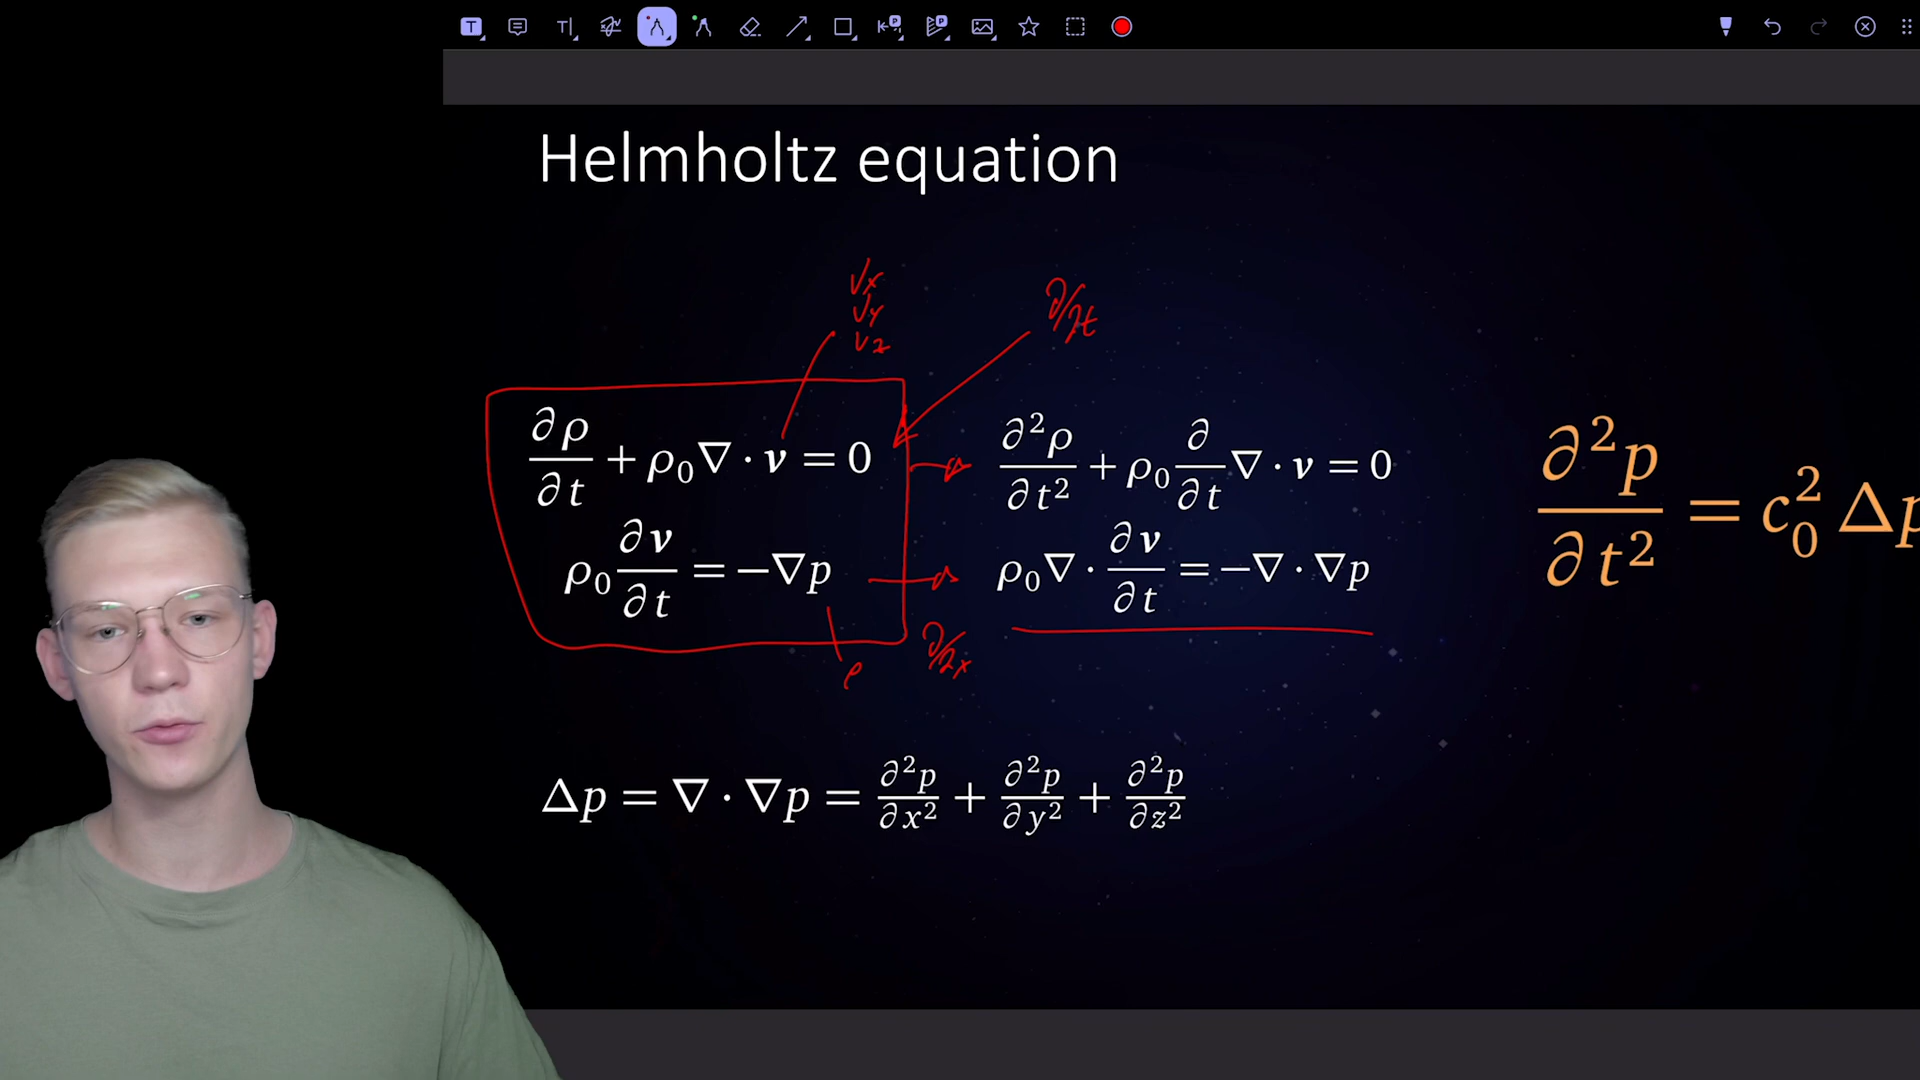 Helmholtz equation
Vx
Vy
Vz
∂/∂t
∂ρ/∂t + ρ₀∇ · v = 0
∂²ρ/∂t² + ρ₀ ∂/∂t ∇ · v = 0
∂²p/∂t² = c₀² Δp
ρ₀ ∂v/∂t = −∇p
ρ₀∇ · ∂v/∂t = −∇ · ∇p
∂/∂x
Δp = ∇ · ∇p = ∂²p/∂x² + ∂²p/∂y² + ∂²p/∂z²